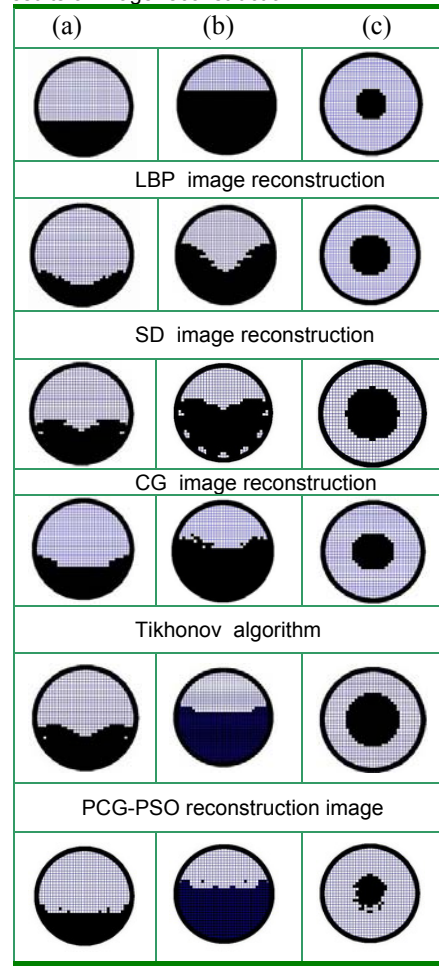 (a) (b) (c)
LBP image reconstruction
SD image reconstruction
CG image reconstruction
Tikhonov algorithm
PCG-PSO reconstruction image